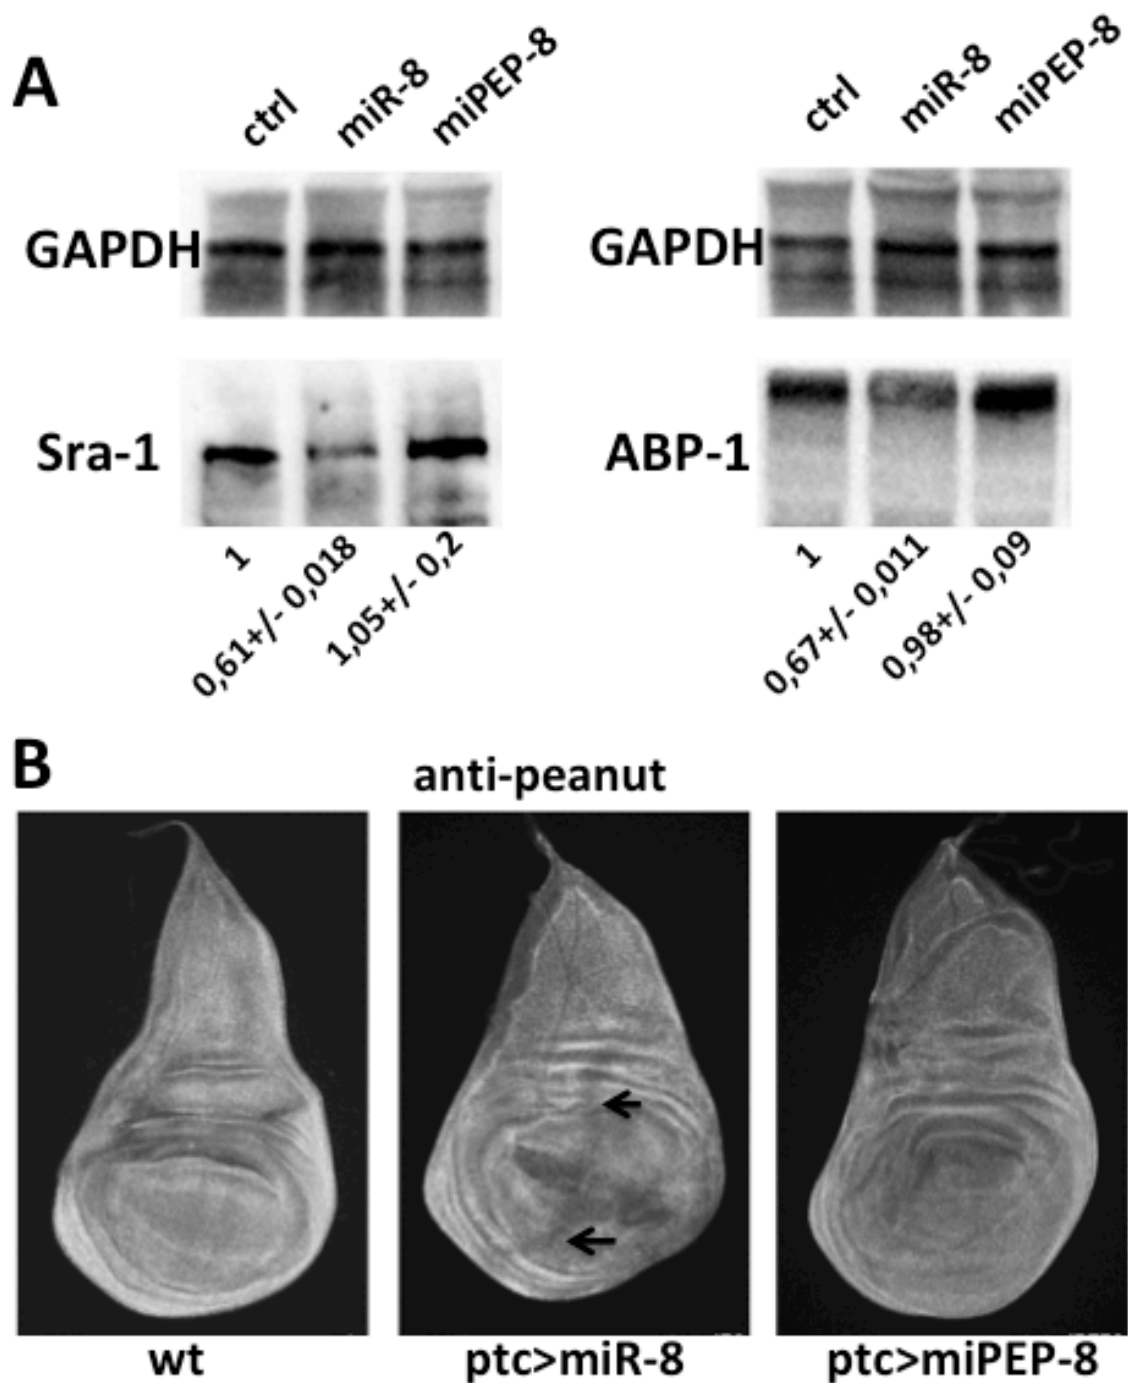 A
ctrl miR-8 miPEP-8
ctrl miR-8 miPEP-8
GAPDH
GAPDH
Sra-1
ABP-1
1 0,61+/- 0,018 1,05+/- 0,2
1 0,67+/- 0,011 0,98+/- 0,09
B
anti-peanut
wt
ptc>miR-8
ptc>miPEP-8